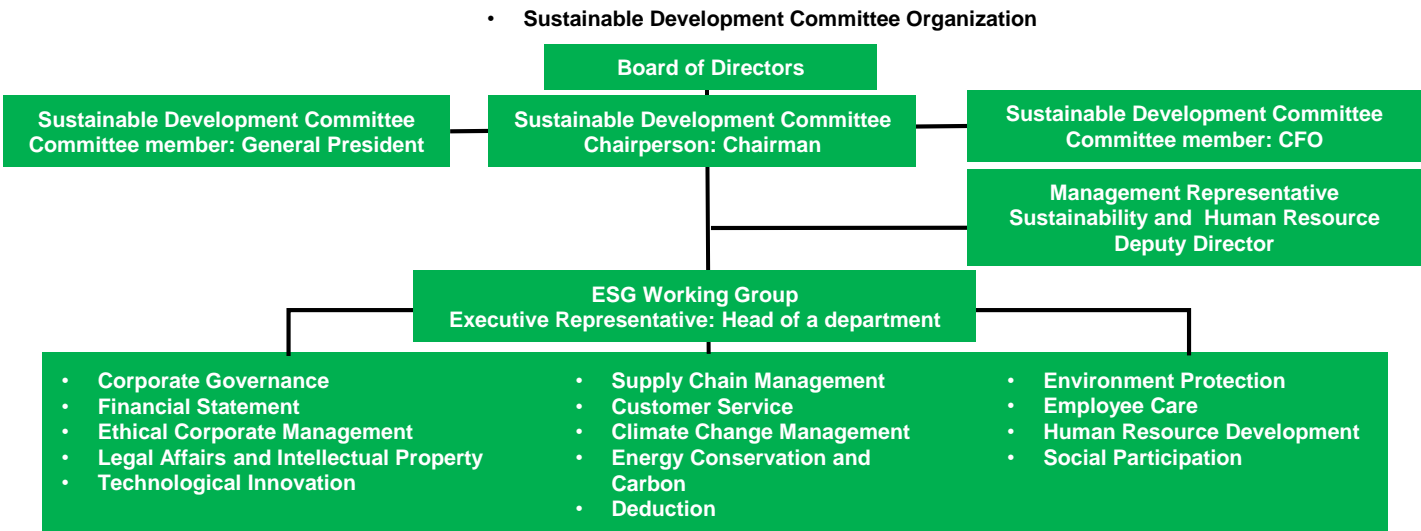 • Sustainable Development Committee Organization
Board of Directors
Sustainable Development Committee
Committee member: General President
Sustainable Development Committee
Chairperson: Chairman
Sustainable Development Committee
Committee member: CFO
Management Representative
Sustainability and Human Resource
Deputy Director
ESG Working Group
Executive Representative: Head of a department
• Corporate Governance
• Financial Statement
• Ethical Corporate Management
• Legal Affairs and Intellectual Property
• Technological Innovation
• Supply Chain Management
• Customer Service
• Climate Change Management
• Energy Conservation and
Carbon
• Deduction
• Environment Protection
• Employee Care
• Human Resource Development
• Social Participation